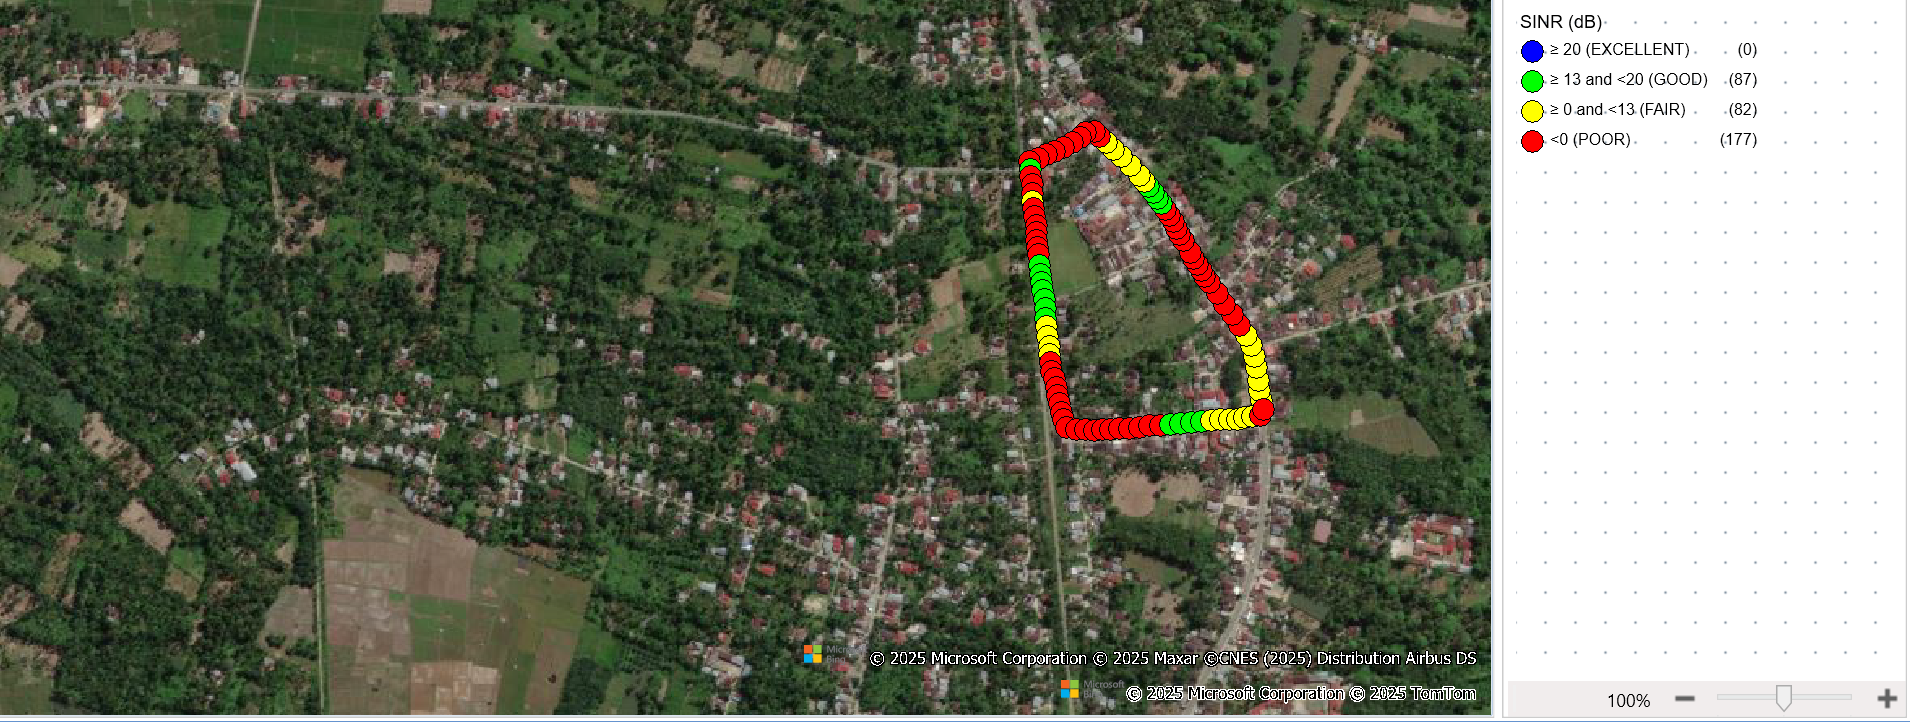 SINR (dB)
≥ 20 (EXCELLENT) (0)
≥ 13 and <20 (GOOD) (87)
≥ 0 and <13 (FAIR) (82)
<0 (POOR) (177)
© 2025 Microsoft Corporation © 2025 Maxar ©CNES (2025) Distribution Airbus DS
Microsoft
© 2025 Microsoft Corporation © 2025 TomTom
100%